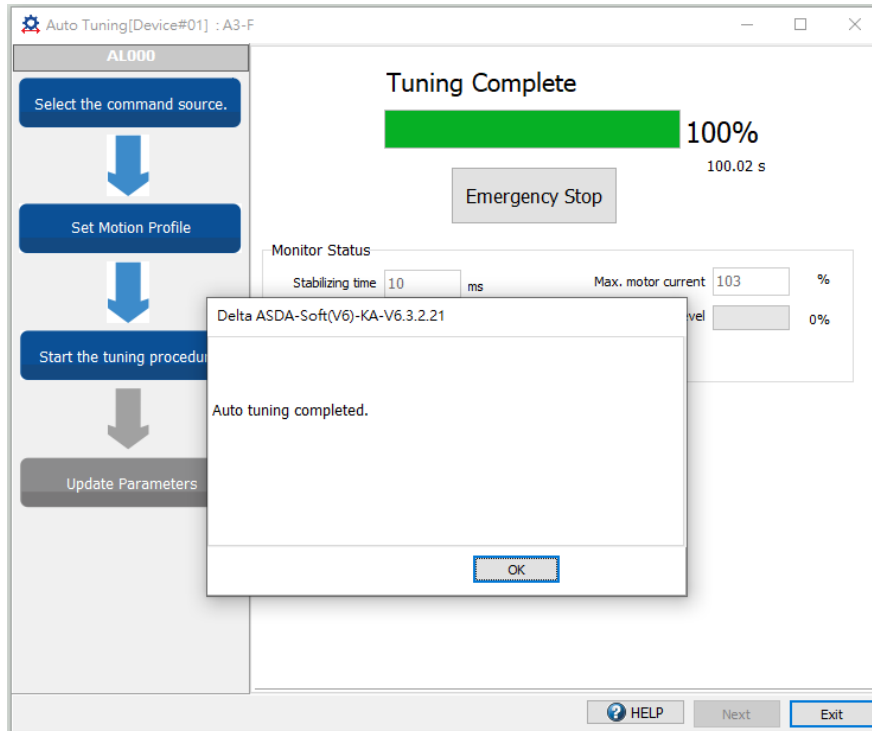 Auto Tuning[Device#01] : A3-F
AL000
Select the command source.
Set Motion Profile
Start the tuning procedur
Update Parameters
Tuning Complete
100%
100.02 s
Emergency Stop
Monitor Status
Stabilizing time 10 ms Max. motor current 103 %
vel 0%
Delta ASDA-Soft(V6)-KA-V6.3.2.21
Auto tuning completed.
OK
HELP Next Exit